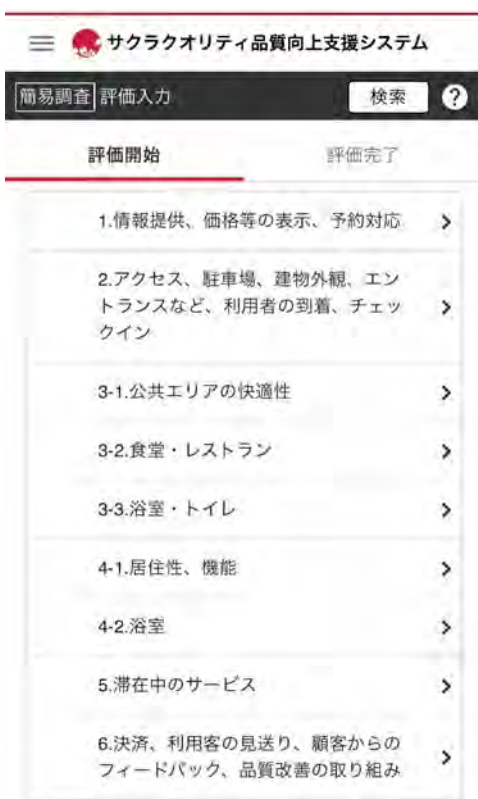 サクラクオリティ品質向上支援システム
簡易調査 評価入力 検索 ?
評価開始 評価完了
1.情報提供、価格等の表示、予約対応
2.アクセス、駐車場、建物外観、エン
トランスなど、利用者の到着、チェッ
クイン
3-1.公共エリアの快適性
3-2.食堂・レストラン
3-3.浴室・トイレ
4-1.居住性、機能
4-2.浴室
5.滞在中のサービス
6.決済、利用客の見送り、顧客からの
フィードバック、品質改善の取り組み